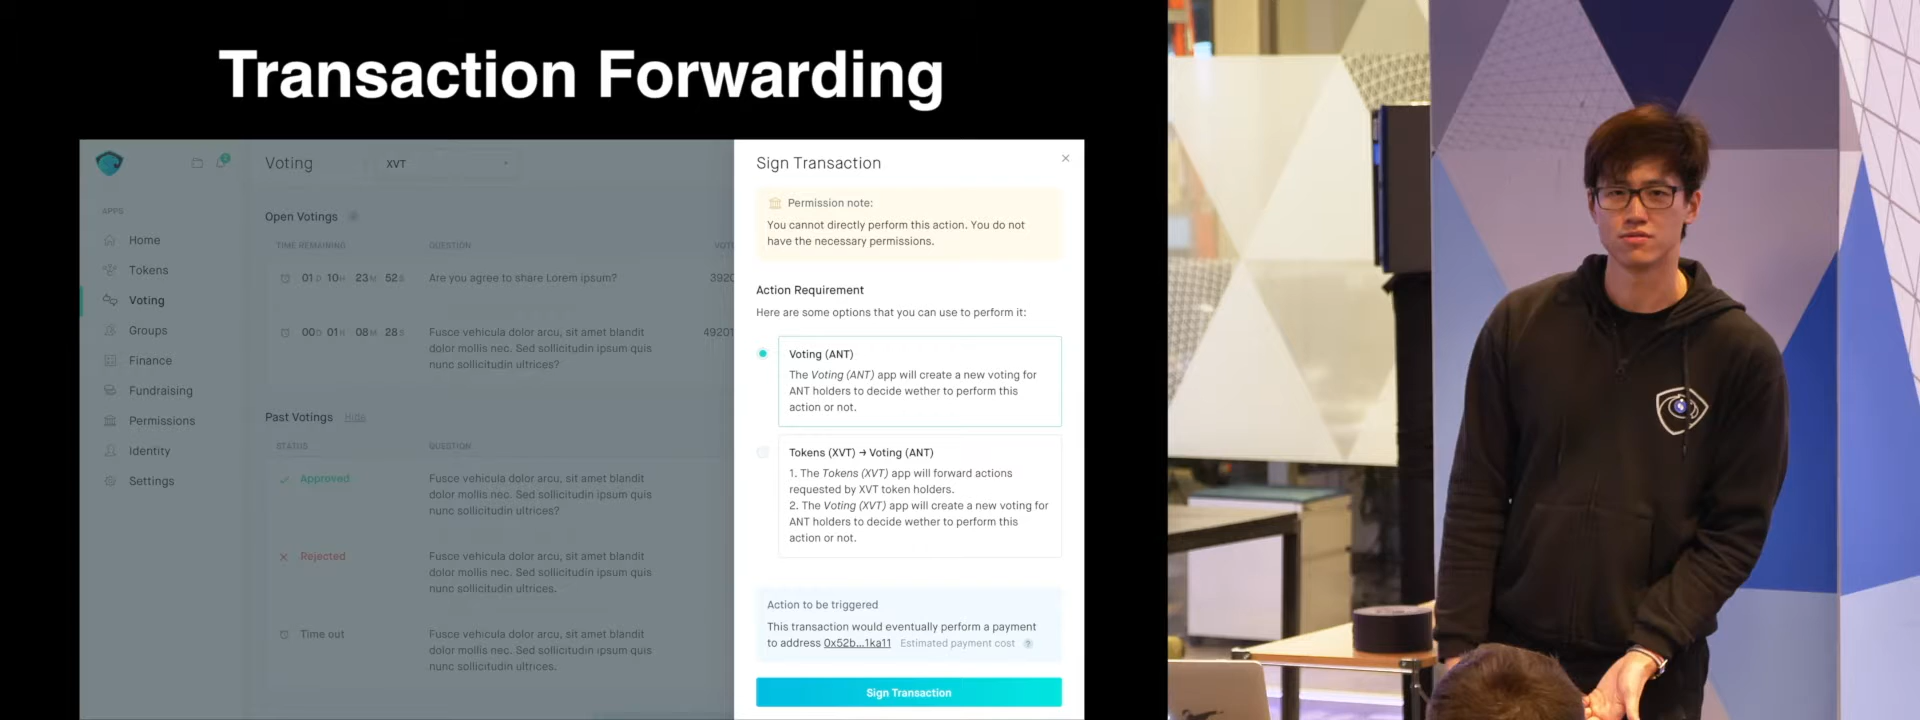 Transaction Forwarding
Voting
XVT
APPS
Home
Tokens
Voting
Groups
Finance
Fundraising
Permissions
Identity
Settings
Open Votings
TIME REMAINING
QUESTION
VOT
01 D 10 H 23 M 52 S
Are you agree to share Lorem ipsum?
3920
00 D 01 H 08 M 28 S
Fusce vehicula dolor arcu, sit amet blandit
dolor mollis nec. Sed sollicitudin ipsum quis
nunc sollicitudin ultrices?
49201
Past Votings Hide
STATUS
QUESTION
Approved
Fusce vehicula dolor arcu, sit amet blandit
dolor mollis nec. Sed sollicitudin ipsum quis
nunc sollicitudin ultrices?
Rejected
Fusce vehicula dolor arcu, sit amet blandit
dolor mollis nec. Sed sollicitudin ipsum quis
nunc sollicitudin ultrices.
Time out
Fusce vehicula dolor arcu, sit amet blandit
dolor mollis nec. Sed sollicitudin ipsum quis
nunc sollicitudin ultrices.
Sign Transaction
Permission note:
You cannot directly perform this action. You do not
have the necessary permissions.
Action Requirement
Here are some options that you can use to perform it:
Voting (ANT)
The Voting (ANT) app will create a new voting for
ANT holders to decide wether to perform this
action or not.
Tokens (XVT) → Voting (ANT)
1. The Tokens (XVT) app will forward actions
requested by XVT token holders.
2. The Voting (XVT) app will create a new voting for
ANT holders to decide wether to perform this
action or not.
Action to be triggered
This transaction would eventually perform a payment
to address 0x52b...1ka11 Estimated payment cost ?
Sign Transaction